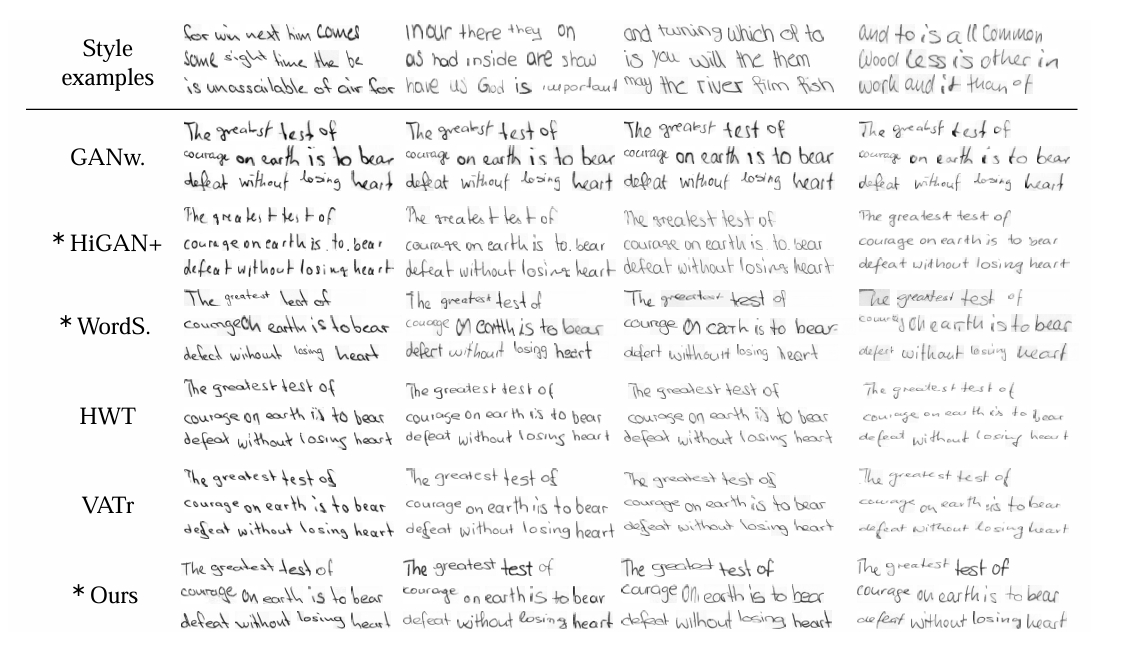 Style examples
for win next him comes
some sight time the be
is unassailable of air for
in our there they on
as had inside are show
have us God is important
and turning which of to
is you will the them
may the river film fish
and to is all Common
Wood Less is other in
work and it than of
GANw.
The greatest test of
courage on earth is to bear
defeat without losing heart
The greatest test of
courage on earth is to bear
defeat without losing heart
The greatest test of
courage on earth is to bear
defeat without losing heart
The greatest test of
courage on earth is to bear
defeat without losing heart
*HiGAN+
The greatest test of
courage on earth is to. bear
defeat without losing heart
The greatest test of
courage on earth is to. bear
defeat without losing heart
The greatest test of
courage on earth is to. bear
defeat without losing heart
The greatest test of
courage on earth is to bear
defeat without losing heart
*WordS.
The greatest test of
on earth is to bear
losing heart
The greatest test of
on earth is to bear
losing heart
The greatest test of
courage on is to bear
losing heart
The greatest test of
on earth is to bear
without losing heart
HWT
The greatest test of
courage on earth is to bear
defeat without losing heart
The greatest test of
courage on earth is to bear
defeat without losing heart
The greatest test of
courage on earth is to bear
defeat without losing heart
The greatest test of
courage on earth is to bear
defeat without losing heart
VATr
The greatest test of
courage on earth is to bear
defeat without losing heart
The greatest test of
courage on earth iis to bear
defeat without losing heart
The greatest test of
courage on earth iis to bear
defeat without losing heart
The greatest test of
courage on earth iis to bear
defeat without losing heart
*Ours
The greatest test of
courage on earth is to bear
defeat without losing heart
The greatest test of
courage on earth is to bear
defeat without losing heart
The greatest test of
courage on earth is to bear
defeat without losing heart
The greatest test of
courage on earth is to bear
defeat without losing heart